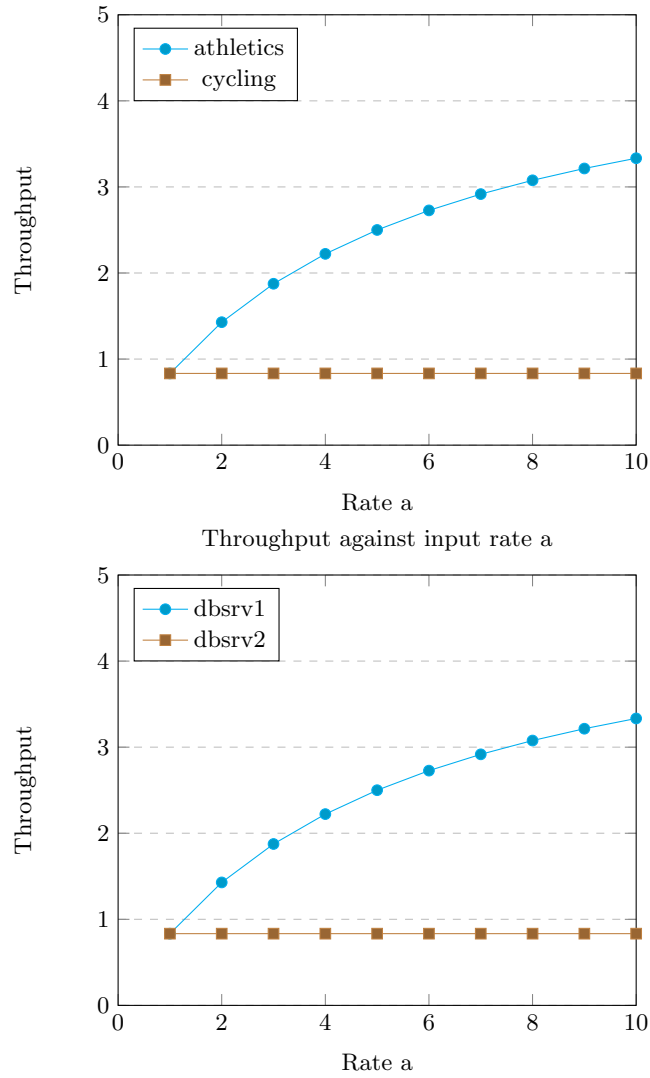 5
athletics
cycling
4
3
Throughput
2
1
0
0 2 4 6 8 10
Rate a
Throughput against input rate a
5
dbsrv1
dbsrv2
4
3
Throughput
2
1
0
0 2 4 6 8 10
Rate a